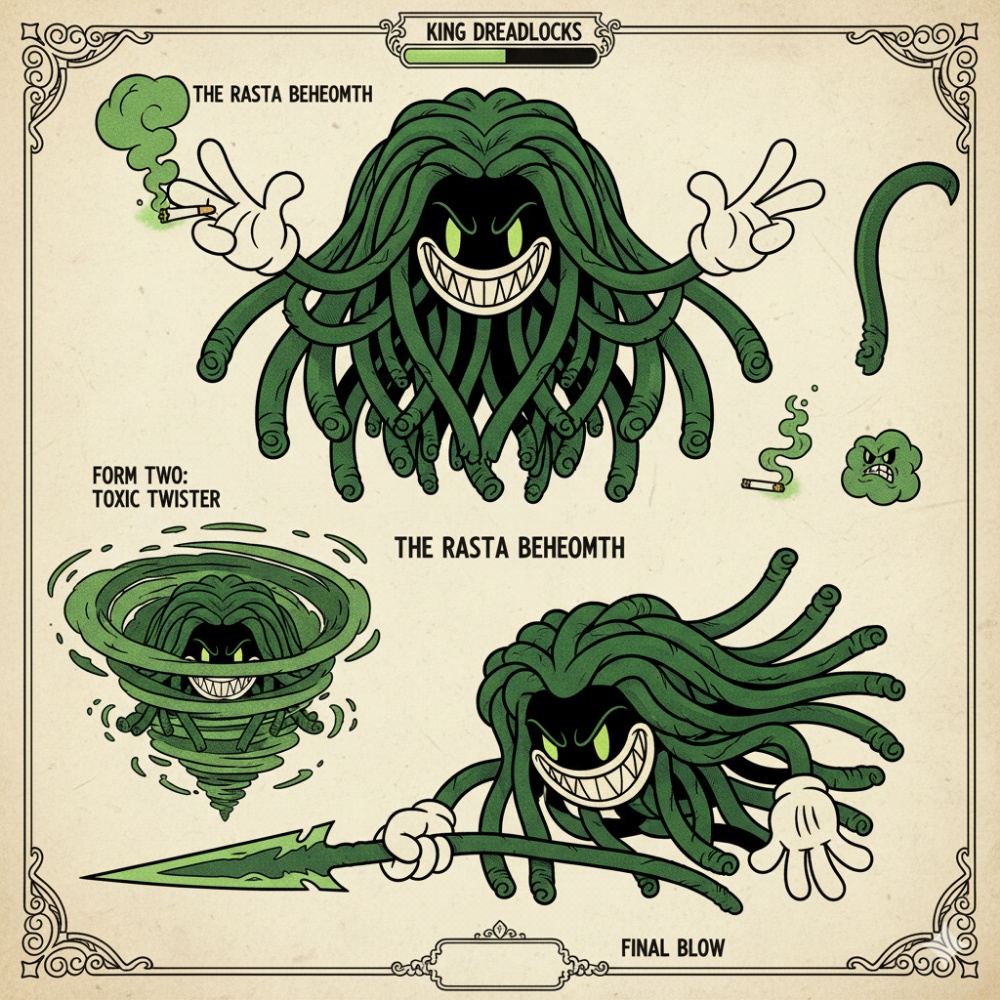 KING DREADLOCKS
THE RASTA BEHEOMTH
FORM TWO:
TOXIC TWISTER
THE RASTA BEHEOMTH
FINAL BLOW